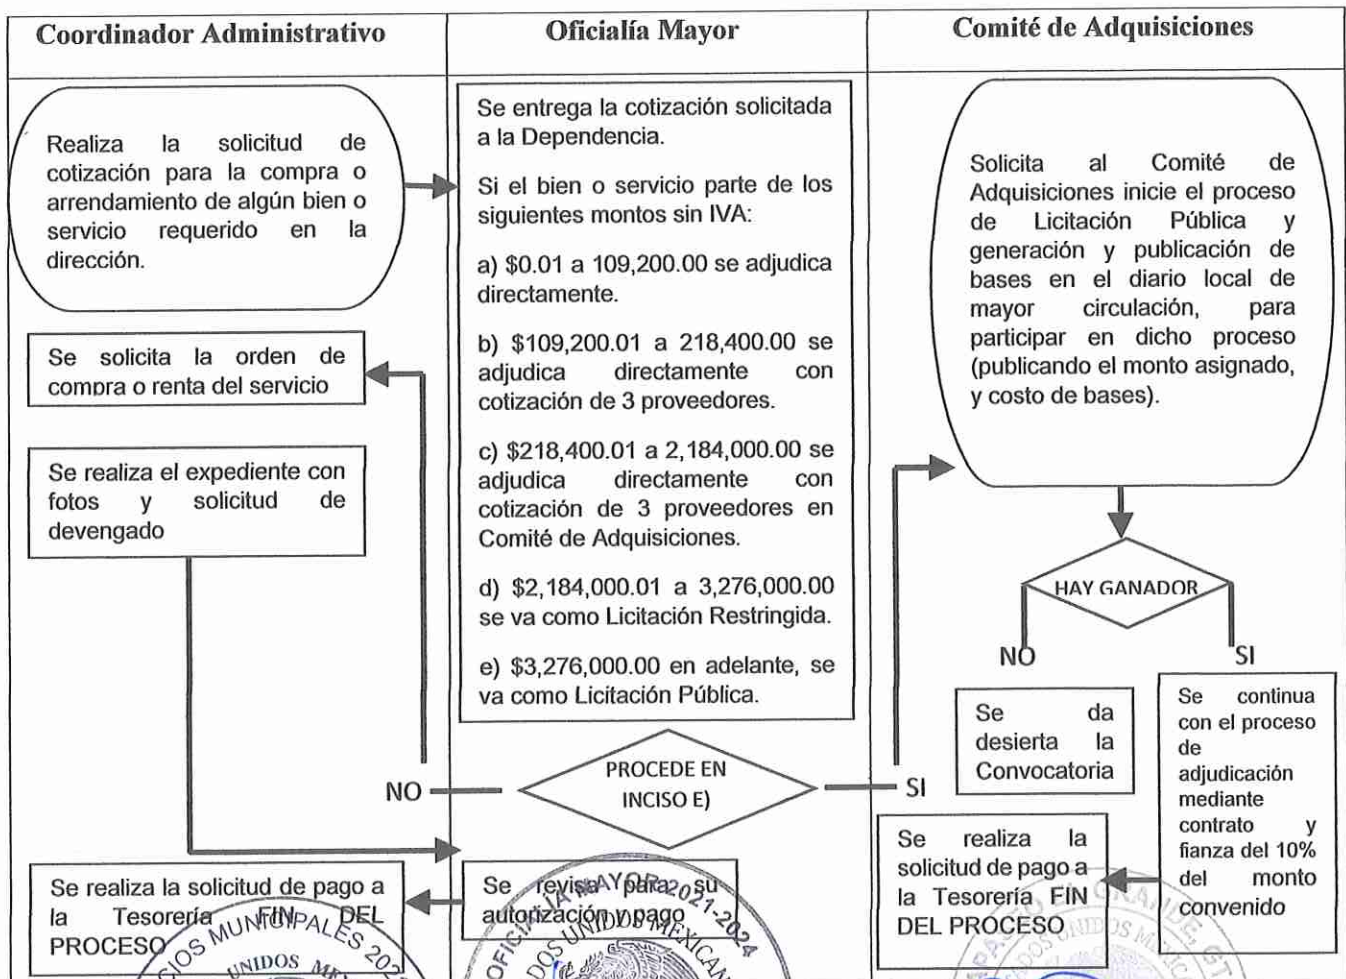 Coordinador Administrativo
Oficialía Mayor
Comité de Adquisiciones
Realiza la solicitud de
cotización para la compra o
arrendamiento de algún bien o
servicio requerido en la
dirección.
Se solicita la orden de
compra o renta del servicio
Se realiza el expediente con
fotos y solicitud de
devengado
Se realiza la solicitud de pago a
la Tesorería FIN DEL
PROCESO
Se entrega la cotización solicitada
a la Dependencia.
Si el bien o servicio parte de los
siguientes montos sin IVA:
a) $0.01 a 109,200.00 se adjudica
directamente.
b) $109,200.01 a 218,400.00 se
adjudica directamente con
cotización de 3 proveedores.
c) $218,400.01 a 2,184,000.00 se
adjudica directamente con
cotización de 3 proveedores en
Comité de Adquisiciones.
d) $2,184,000.01 a 3,276,000.00
se va como Licitación Restringida.
e) $3,276,000.00 en adelante, se
va como Licitación Pública.
PROCEDE EN
INCISO E)
NO
SI
Se revisa para su
autorización y pago
Solicita al Comité de
Adquisiciones inicie el proceso
de Licitación Pública y
generación y publicación de
bases en el diario local de
mayor circulación, para
participar en dicho proceso
(publicando el monto asignado,
y costo de bases).
HAY GANADOR
NO
SI
Se da
desierta la
Convocatoria
Se continua
con el proceso
de
adjudicación
mediante
contrato y
fianza del 10%
del monto
convenido
Se realiza la
solicitud de pago a
la Tesorería FIN
DEL PROCESO
MUNICIPALES
UNIDOS
OFICIALIA MAYOR 2021-2024
UNIDOS MEXICAN
GRANDE, GT
UNIDOS